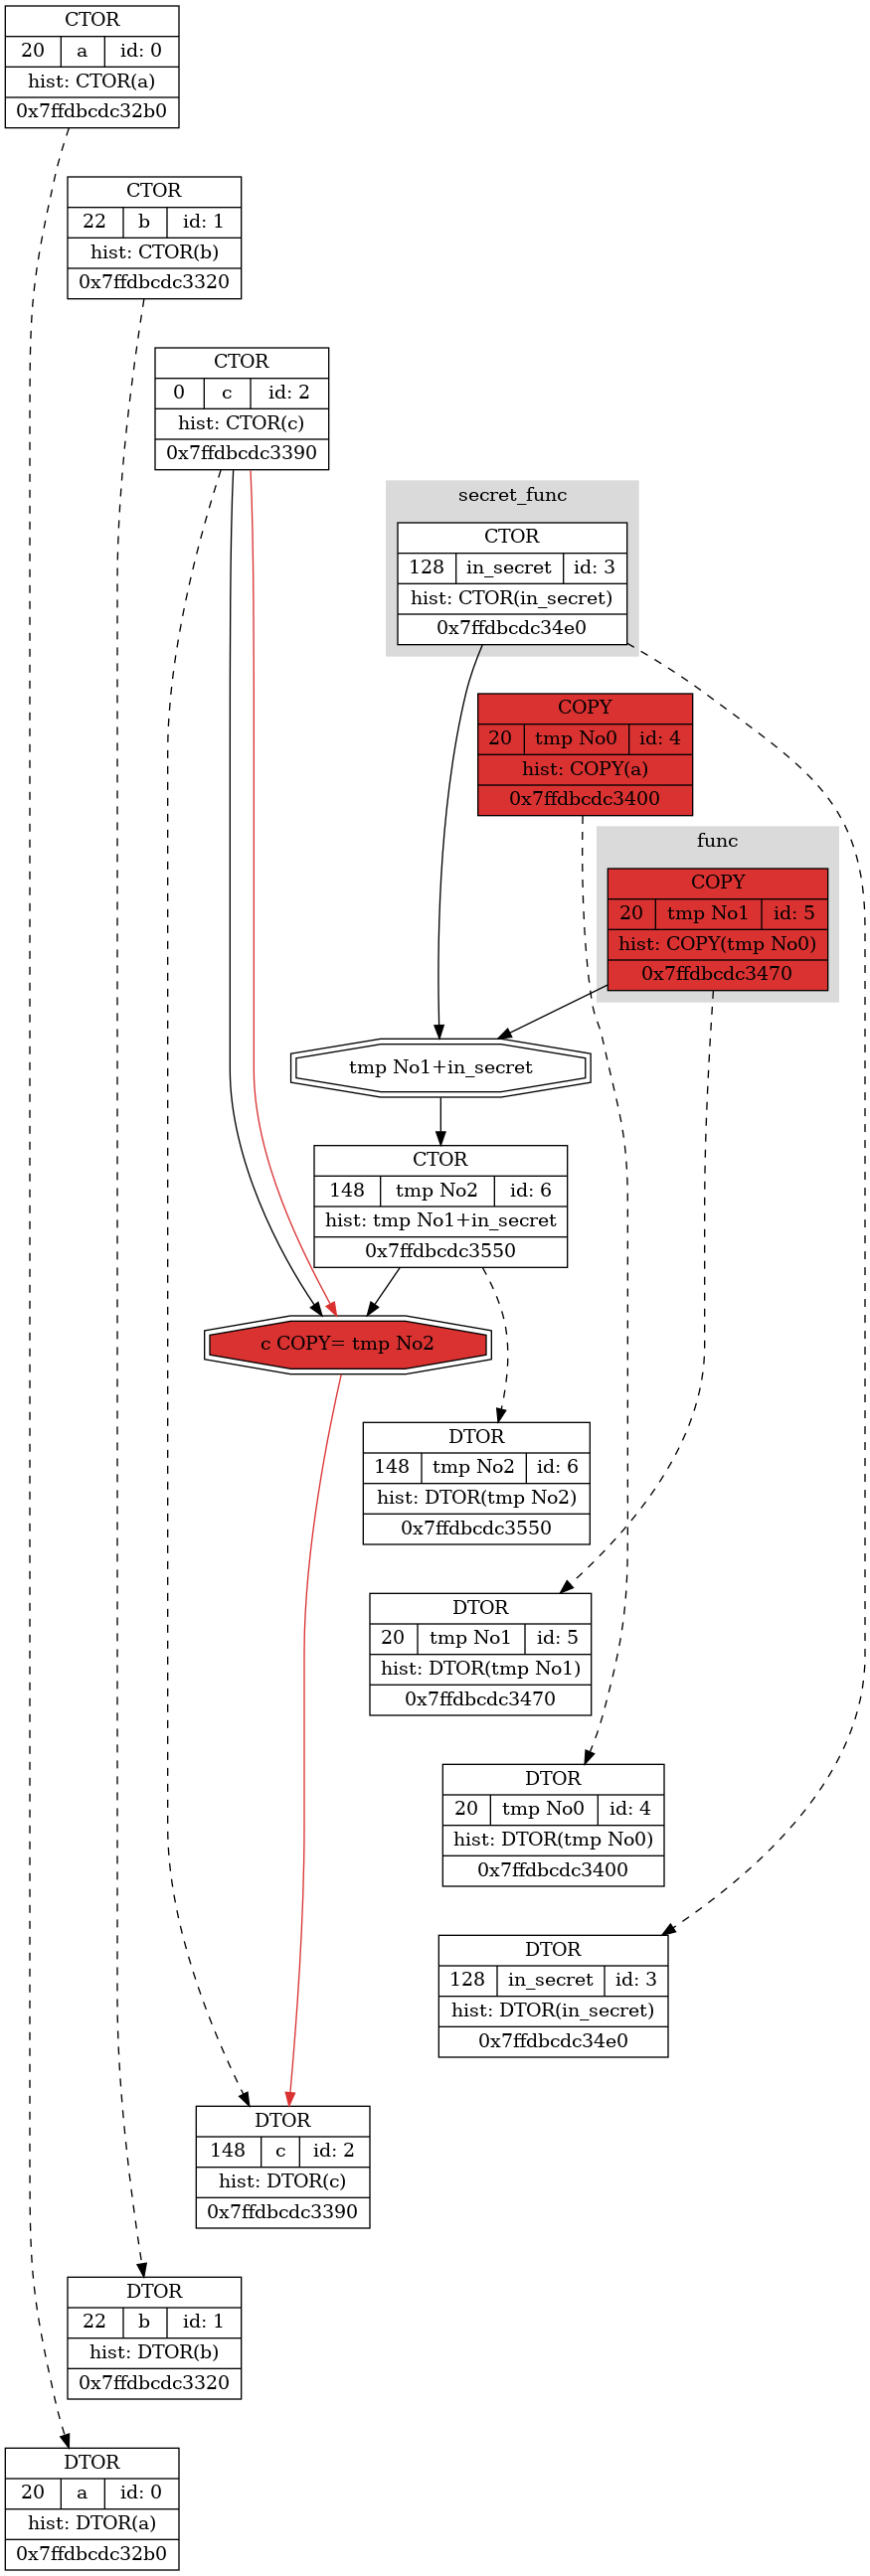 CTOR
20 a id: 0
hist: CTOR(a)
0x7ffdbcdc32b0
CTOR
22 b id: 1
hist: CTOR(b)
0x7ffdbcdc3320
CTOR
0 c id: 2
hist: CTOR(c)
0x7ffdbcdc3390
secret_func
CTOR
128 in_secret id: 3
hist: CTOR(in_secret)
0x7ffdbcdc34e0
COPY
20 tmp No0 id: 4
hist: COPY(a)
0x7ffdbcdc3400
func
COPY
20 tmp No1 id: 5
hist: COPY(tmp No0)
0x7ffdbcdc3470
tmp No1+in_secret
CTOR
148 tmp No2 id: 6
hist: tmp No1+in_secret
0x7ffdbcdc3550
c COPY= tmp No2
DTOR
148 tmp No2 id: 6
hist: DTOR(tmp No2)
0x7ffdbcdc3550
DTOR
20 tmp No1 id: 5
hist: DTOR(tmp No1)
0x7ffdbcdc3470
DTOR
20 tmp No0 id: 4
hist: DTOR(tmp No0)
0x7ffdbcdc3400
DTOR
128 in_secret id: 3
hist: DTOR(in_secret)
0x7ffdbcdc34e0
DTOR
148 c id: 2
hist: DTOR(c)
0x7ffdbcdc3390
DTOR
22 b id: 1
hist: DTOR(b)
0x7ffdbcdc3320
DTOR
20 a id: 0
hist: DTOR(a)
0x7ffdbcdc32b0